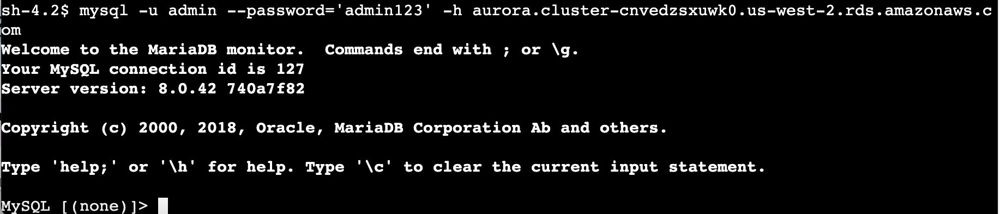 sh-4.2$ mysql -u admin --password='admin123' -h aurora.cluster-cnvedzsxuwk0.us-west-2.rds.amazonaws.c
om
Welcome to the MariaDB monitor.  Commands end with ; or \g.
Your MySQL connection id is 127
Server version: 8.0.42 740a7f82
Copyright (c) 2000, 2018, Oracle, MariaDB Corporation Ab and others.
Type 'help;' or '\h' for help. Type '\c' to clear the current input statement.
MySQL [(none)]>